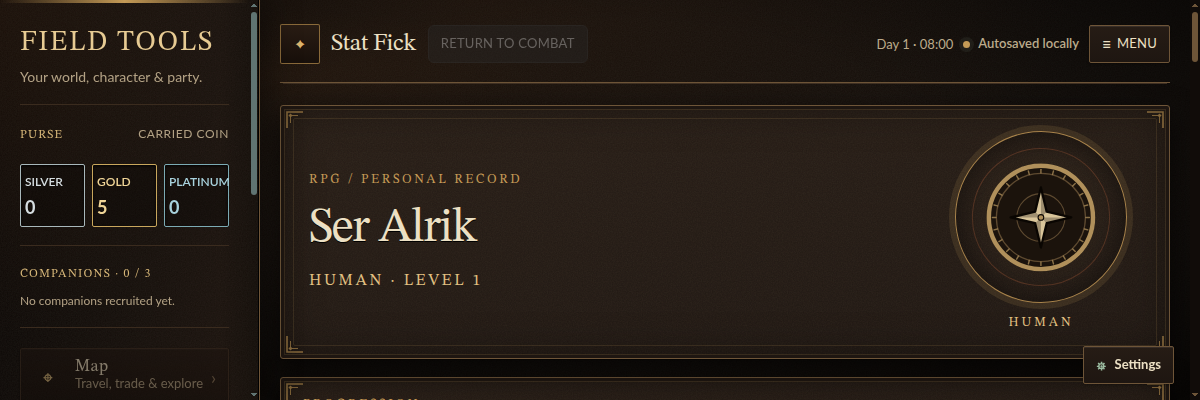 FIELD TOOLS
Your world, character & party.
PURSE
CARRIED COIN
SILVER
0
GOLD
5
PLATINUM
0
COMPANIONS · 0 / 3
No companions recruited yet.
Map
Travel, trade & explore
Stat Fick
RETURN TO COMBAT
Day 1 · 08:00
Autosaved locally
MENU
RPG / PERSONAL RECORD
Ser Alrik
HUMAN · LEVEL 1
HUMAN
Settings